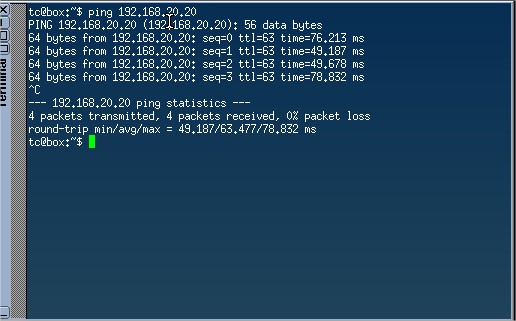 tc@box:~$ ping 192.168.20.20
PING 192.168.20.20 (192.168.20.20): 56 data bytes
64 bytes from 192.168.20.20: seq=0 ttl=63 time=76.213 ms
64 bytes from 192.168.20.20: seq=1 ttl=63 time=49.187 ms
64 bytes from 192.168.20.20: seq=2 ttl=63 time=49.678 ms
64 bytes from 192.168.20.20: seq=3 ttl=63 time=78.832 ms
^C
--- 192.168.20.20 ping statistics ---
4 packets transmitted, 4 packets received, 0% packet loss
round-trip min/avg/max = 49.187/63.477/78.832 ms
tc@box:~$
Terminal